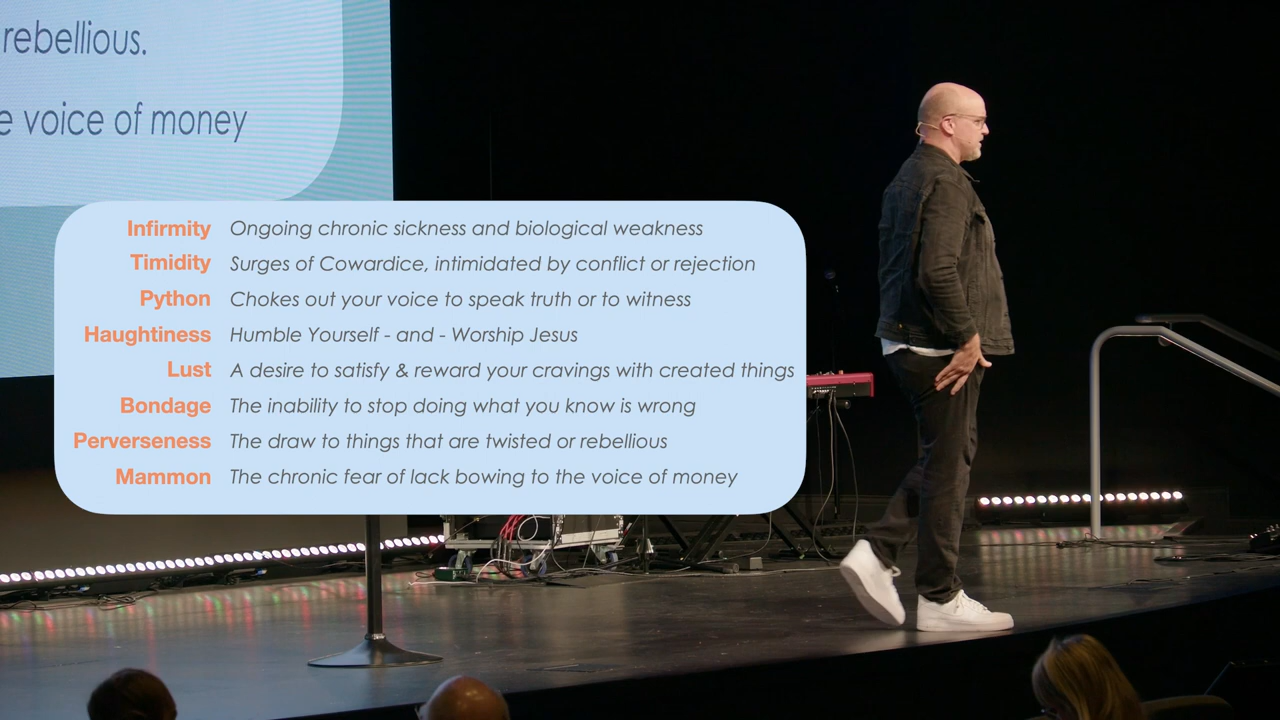 rebellious.
voice of money
Infirmity Ongoing chronic sickness and biological weakness
Timidity Surges of Cowardice, intimidated by conflict or rejection
Python Chokes out your voice to speak truth or to witness
Haughtiness Humble Yourself - and - Worship Jesus
Lust A desire to satisfy & reward your cravings with created things
Bondage The inability to stop doing what you know is wrong
Perverseness The draw to things that are twisted or rebellious
Mammon The chronic fear of lack bowing to the voice of money